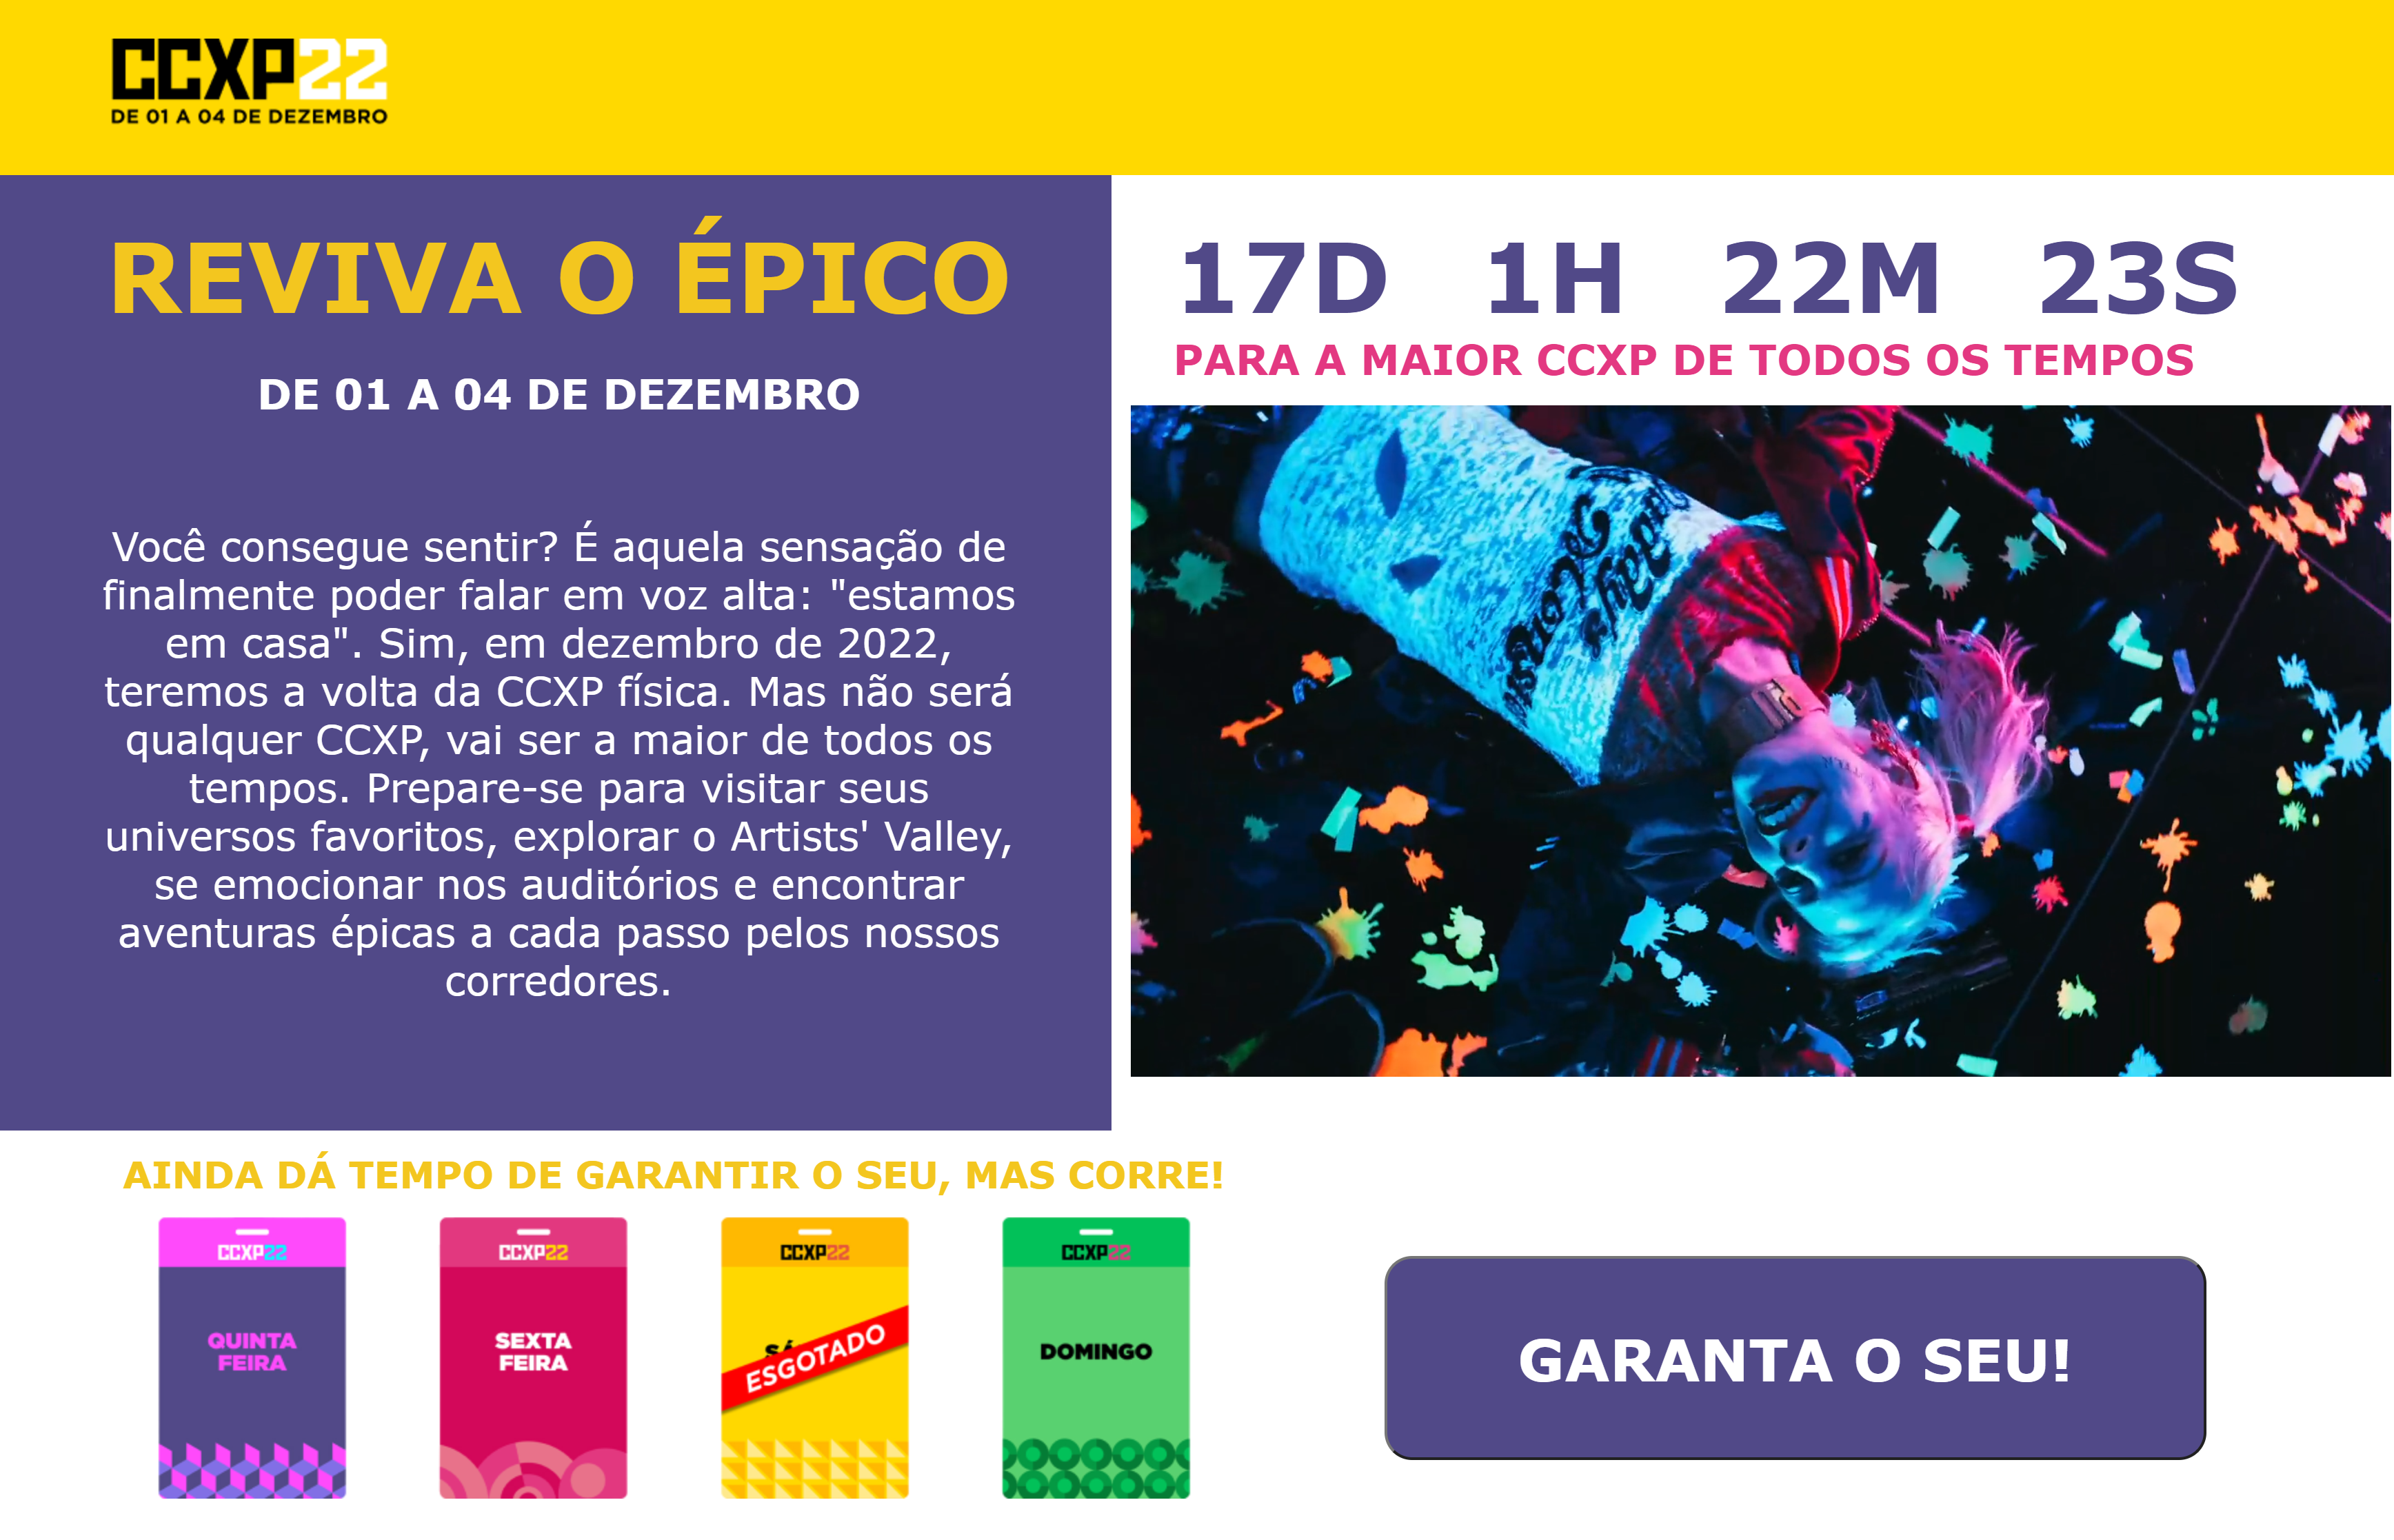 CCXP22
DE 01 A 04 DE DEZEMBRO
REVIVA O ÉPICO
DE 01 A 04 DE DEZEMBRO
Você consegue sentir? É aquela sensação de
finalmente poder falar em voz alta: "estamos
em casa". Sim, em dezembro de 2022,
teremos a volta da CCXP física. Mas não será
qualquer CCXP, vai ser a maior de todos os
tempos. Prepare-se para visitar seus
universos favoritos, explorar o Artists' Valley,
se emocionar nos auditórios e encontrar
aventuras épicas a cada passo pelos nossos
corredores.
17D 1H 22M 23S
PARA A MAIOR CCXP DE TODOS OS TEMPOS
AINDA DÁ TEMPO DE GARANTIR O SEU, MAS CORRE!
CCXP22
QUINTA
FEIRA
CCXP22
SEXTA
FEIRA
CCXP22
ESGOTADO
CCXP22
DOMINGO
GARANTA O SEU!